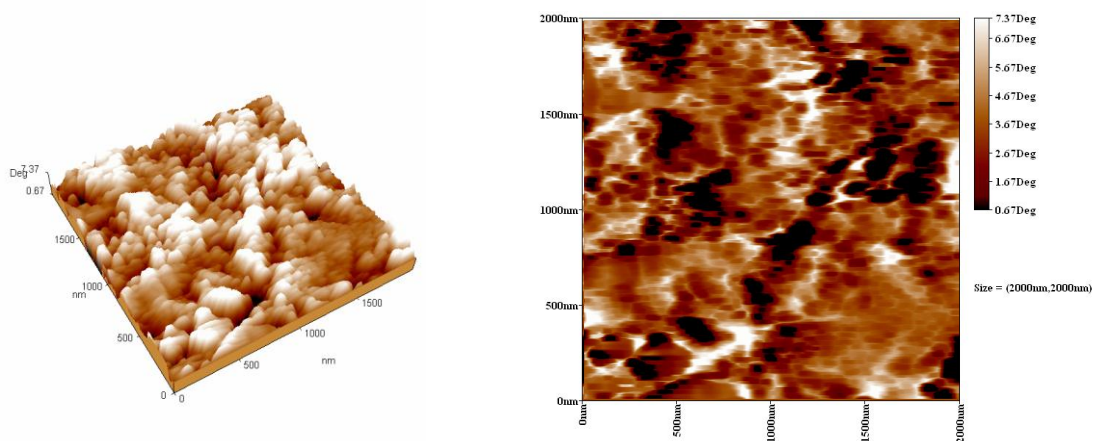 7.37
Deg
0.67
1500
1000
nm
500
0
0
500
1000
nm
1500
2000nm
1500nm
1000nm
500nm
0nm
0nm
500nm
1000nm
1500nm
2000nm
7.37Deg
6.67Deg
5.67Deg
4.67Deg
3.67Deg
2.67Deg
1.67Deg
0.67Deg
Size = (2000nm,2000nm)